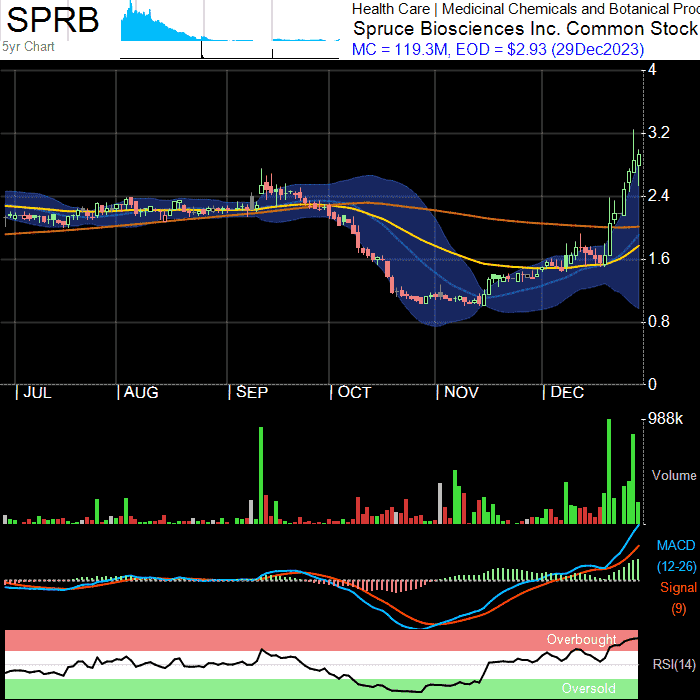 SPRB
5yr Chart
Health Care | Medicinal Chemicals and Botanical Proc
Spruce Biosciences Inc. Common Stock
MC = 119.3M, EOD = $2.93 (29Dec2023)
4
3.2
2.4
1.6
0.8
0
JUL AUG SEP OCT NOV DEC
988k
Volume
MACD
(12-26)
Signal
(9)
Overbought
RSI(14)
Oversold